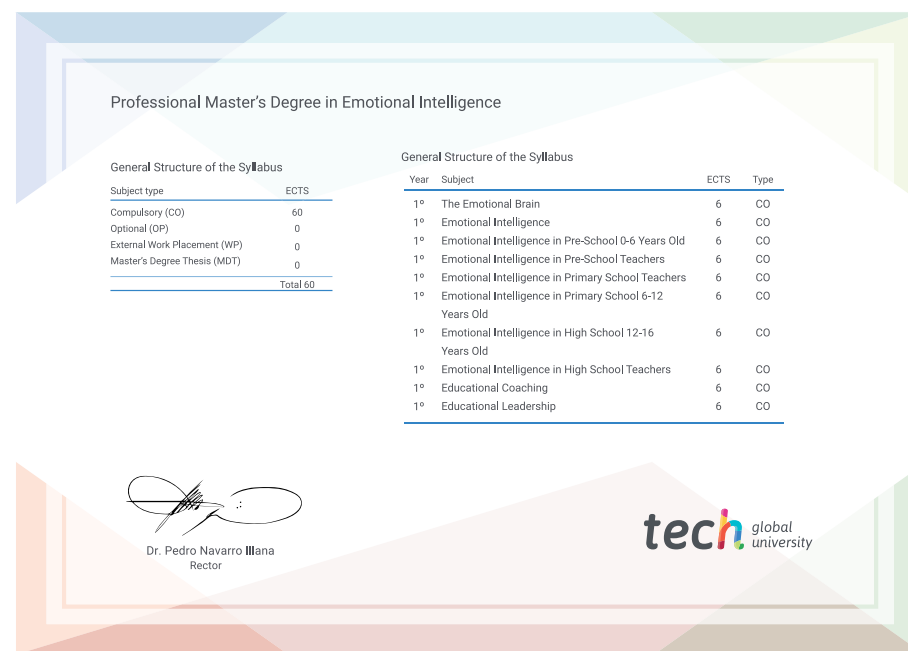 Professional Master's Degree in Emotional Intelligence
General Structure of the Syllabus
Subject type ECTS
Compulsory (CO) 60
Optional (OP) 0
External Work Placement (WP) 0
Master's Degree Thesis (MDT) 0
Total 60
General Structure of the Syllabus
Year Subject ECTS Type
1º The Emotional Brain 6 CO
1º Emotional Intelligence 6 CO
1º Emotional Intelligence in Pre-School 0-6 Years Old 6 CO
1º Emotional Intelligence in Pre-School Teachers 6 CO
1º Emotional Intelligence in Primary School Teachers 6 CO
1º Emotional Intelligence in Primary School 6-12 6 CO
Years Old
1º Emotional Intelligence in High School 12-16 6 CO
Years Old
1º Emotional Intelligence in High School Teachers 6 CO
1º Educational Coaching 6 CO
1º Educational Leadership 6 CO
Dr. Pedro Navarro Illana
Rector
tech global
university